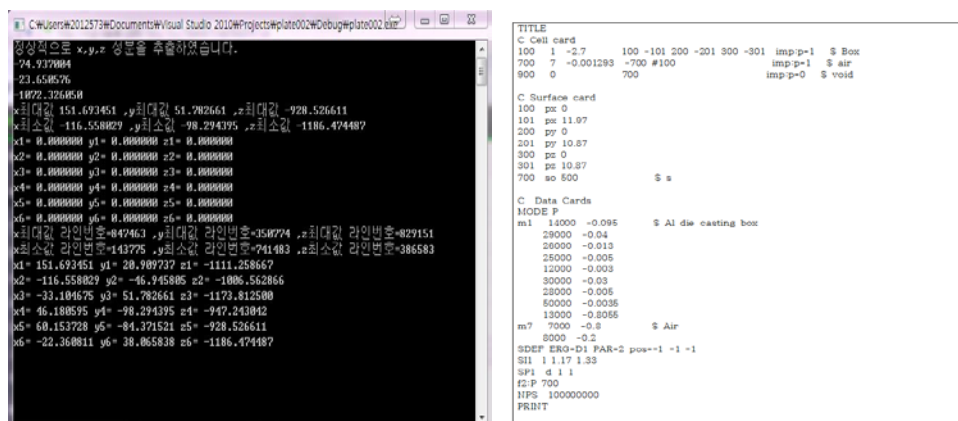 C:₩Users₩2012573₩Documents₩Visual Studio 2010₩Projects₩plate002₩Debug₩plate002.exe
정상적으로 x,y,z 성분을 추출하였습니다.
-74.937004
-23.650576
-1072.326050
x최대값 151.693451 ,y최대값 51.782661 ,z최대값 -928.526611
x최소값 -116.558029 ,y최소값 -98.294395 ,z최소값 -1186.474487
x1= 0.000000 y1= 0.000000 z1= 0.000000
x2= 0.000000 y2= 0.000000 z2= 0.000000
x3= 0.000000 y3= 0.000000 z3= 0.000000
x4= 0.000000 y4= 0.000000 z4= 0.000000
x5= 0.000000 y5= 0.000000 z5= 0.000000
x6= 0.000000 y6= 0.000000 z6= 0.000000
x최대값 라인번호=847463 ,y최대값 라인번호=350774 ,z최대값 라인번호=829151
x최소값 라인번호=143775 ,y최소값 라인번호=741483 ,z최소값 라인번호=386583
x1= 151.693451 y1= 20.909737 z1= -1111.258667
x2= -116.558029 y2= -46.945805 z2= -1006.562866
x3= -33.104675 y3= 51.782661 z3= -1173.812500
x4= 46.180595 y4= -98.294395 z4= -947.243042
x5= 60.153728 y5= -84.371521 z5= -928.526611
x6= -22.360811 y6= 38.065838 z6= -1186.474487
TITLE
C Cell card
100 1 -2.7 100 -101 200 -201 300 -301 imp:p=1 $ Box
700 7 -0.001293 -700 #100 imp:p=1 $ air
900 0 700 imp:p=0 $ void
C Surface card
100 px 0
101 px 11.97
200 py 0
201 py 10.87
300 pz 0
301 pz 10.87
700 so 500 $ s
C Data Cards
MODE P
m1 14000 -0.095 $ Al die casting box
29000 -0.04
26000 -0.013
25000 -0.005
12000 -0.003
30000 -0.03
28000 -0.005
50000 -0.0035
13000 -0.8055
m7 7000 -0.8 $ Air
8000 -0.2
SDEF ERG=D1 PAR=2 pos=-1 -1 -1
SI1 l 1.17 1.33
SP1 d 1 1
f2:P 700
NPS 100000000
PRINT